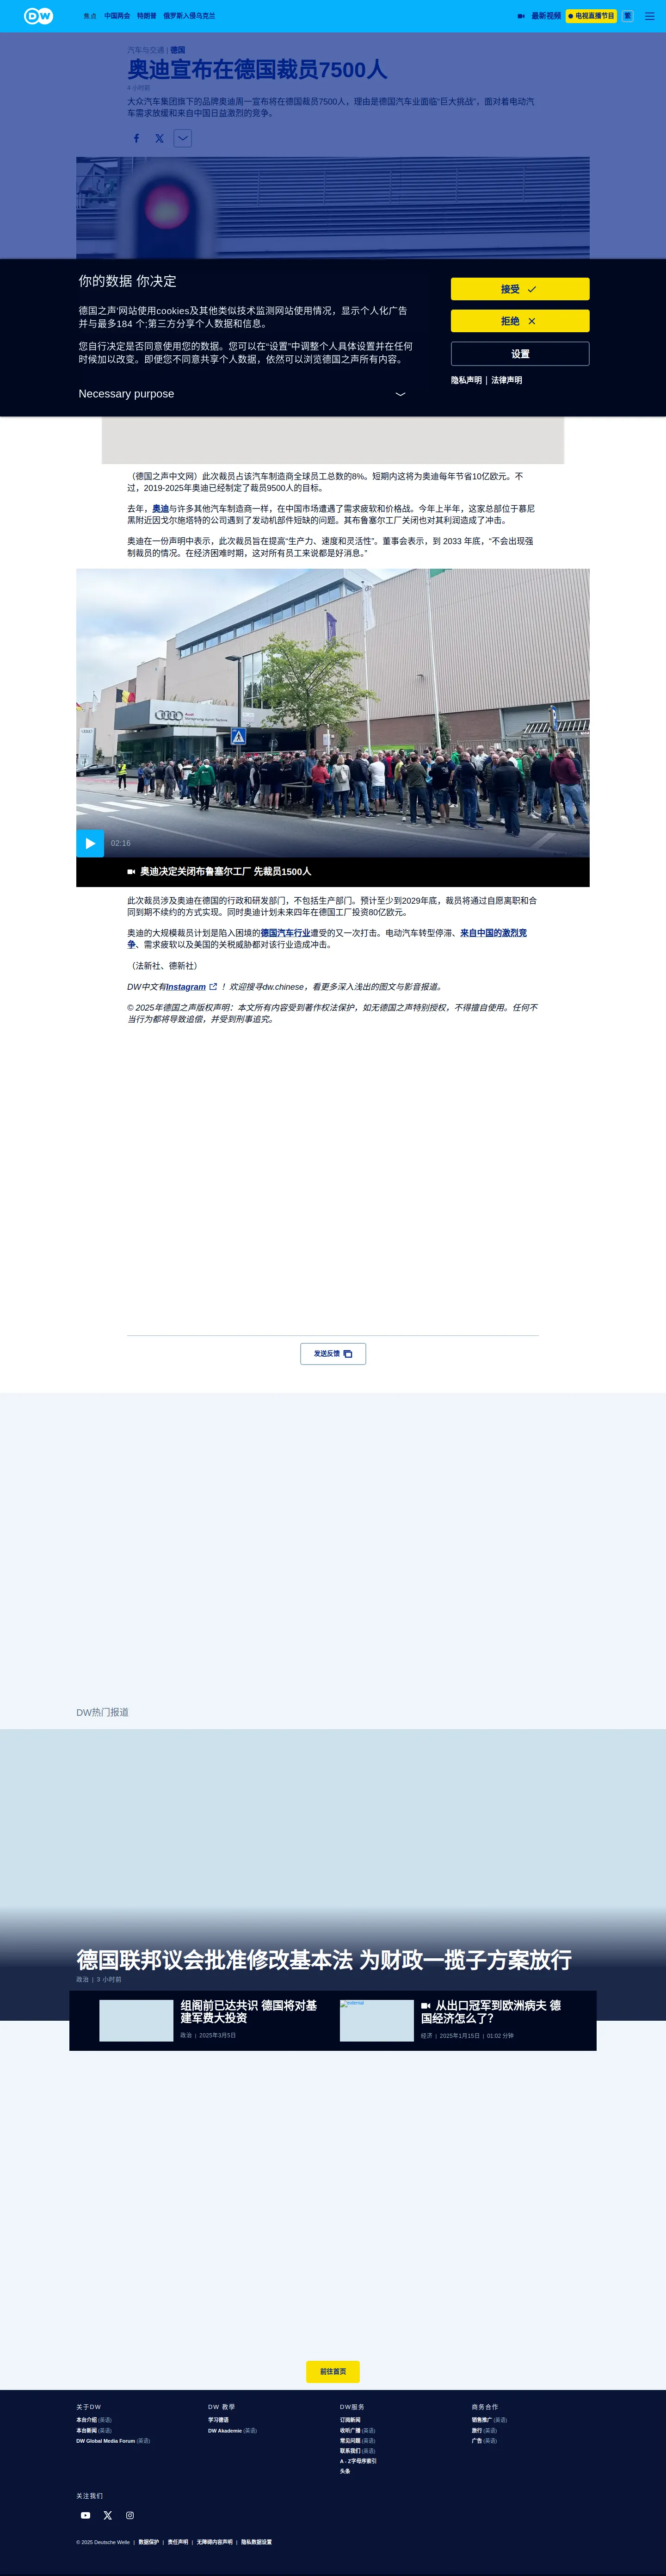 DW
焦点 中国两会 特朗普 俄罗斯入侵乌克兰
最新视频 电视直播节目 繁
汽车与交通 | 德国
奥迪宣布在德国裁员7500人
4 小时前
大众汽车集团旗下的品牌奥迪周一宣布将在德国裁员7500人，理由是德国汽车业面临“巨大挑战”，面对着电动汽
车需求放缓和来自中国日益激烈的竞争。
你的数据 你决定
德国之声'网站使用cookies及其他类似技术监测网站使用情况，显示个人化广告
并与最多184 个;第三方分享个人数据和信息。
您自行决定是否同意使用您的数据。您可以在“设置”中调整个人具体设置并在任何
时候加以改变。即便您不同意共享个人数据，依然可以浏览德国之声所有内容。
Necessary purpose
接受
拒绝
设置
隐私声明 | 法律声明
（德国之声中文网）此次裁员占该汽车制造商全球员工总数的8%。短期内这将为奥迪每年节省10亿欧元。不
过，2019-2025年奥迪已经制定了裁员9500人的目标。
去年，奥迪与许多其他汽车制造商一样，在中国市场遭遇了需求疲软和价格战。今年上半年，这家总部位于慕尼
黑附近因戈尔施塔特的公司遇到了发动机部件短缺的问题。其布鲁塞尔工厂关闭也对其利润造成了冲击。
奥迪在一份声明中表示，此次裁员旨在提高“生产力、速度和灵活性”。董事会表示，到 2033 年底，“不会出现强
制裁员的情况。在经济困难时期，这对所有员工来说都是好消息。”
Audi
02:16
奥迪决定关闭布鲁塞尔工厂 先裁员1500人
此次裁员涉及奥迪在德国的行政和研发部门，不包括生产部门。预计至少到2029年底，裁员将通过自愿离职和合
同到期不续约的方式实现。同时奥迪计划未来四年在德国工厂投资80亿欧元。
奥迪的大规模裁员计划是陷入困境的德国汽车行业遭受的又一次打击。电动汽车转型停滞、来自中国的激烈竞
争、需求疲软以及美国的关税威胁都对该行业造成冲击。
（法新社、德新社）
DW中文有Instagram ！欢迎搜寻dw.chinese，看更多深入浅出的图文与影音报道。
© 2025年德国之声版权声明：本文所有内容受到著作权法保护，如无德国之声特别授权，不得擅自使用。任何不
当行为都将导致追偿，并受到刑事追究。
发送反馈
DW热门报道
德国联邦议会批准修改基本法 为财政一揽子方案放行
政治 | 3 小时前
组阁前已达共识 德国将对基
建军费大投资
政治 | 2025年3月5日
从出口冠军到欧洲病夫 德
国经济怎么了？
经济 | 2025年1月15日 | 01:02 分钟
前往首页
关于DW
本台介绍 (英语)
本台新闻 (英语)
DW Global Media Forum (英语)
DW 教學
学习德语
DW Akademie (英语)
DW服务
订阅新闻
收听广播 (英语)
常见问题 (英语)
联系我们 (英语)
A - Z字母序索引
头条
商务合作
销售推广 (英语)
旅行 (英语)
广告 (英语)
关注我们
© 2025 Deutsche Welle | 数据保护 | 责任声明 | 无障碍内容声明 | 隐私数据设置